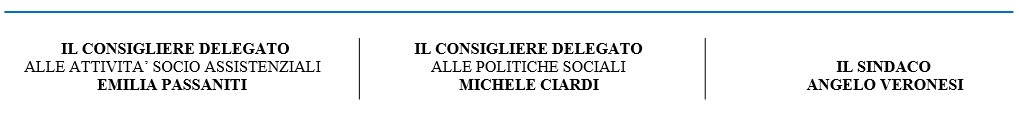 IL CONSIGLIERE DELEGATO
ALLE ATTIVITA’ SOCIO ASSISTENZIALI
EMILIA PASSANITI
IL CONSIGLIERE DELEGATO
ALLE POLITICHE SOCIALI
MICHELE CIARDI
IL SINDACO
ANGELO VERONESI